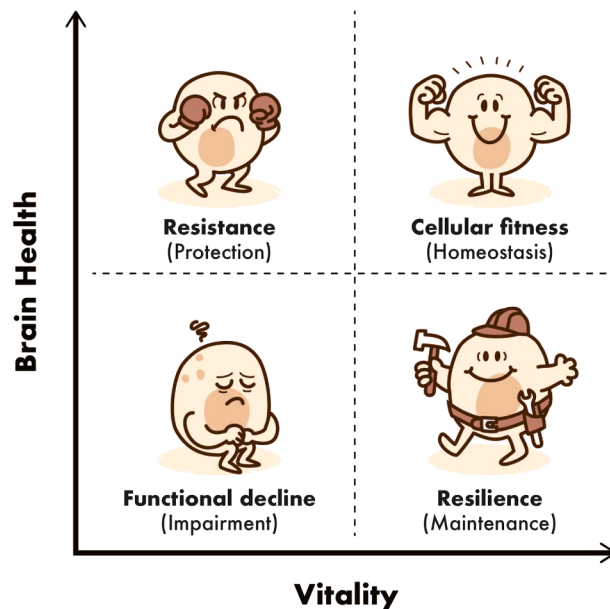 Brain Health
Resistance
(Protection)
Cellular fitness
(Homeostasis)
Functional decline
(Impairment)
Resilience
(Maintenance)
Vitality